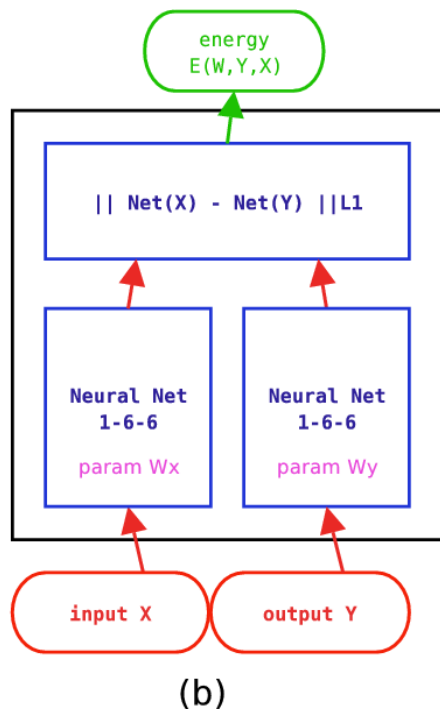 energy
E(W,Y,X)
|| Net(X) - Net(Y) ||L1
Neural Net
1-6-6
param Wx
Neural Net
1-6-6
param Wy
input X
output Y
(b)